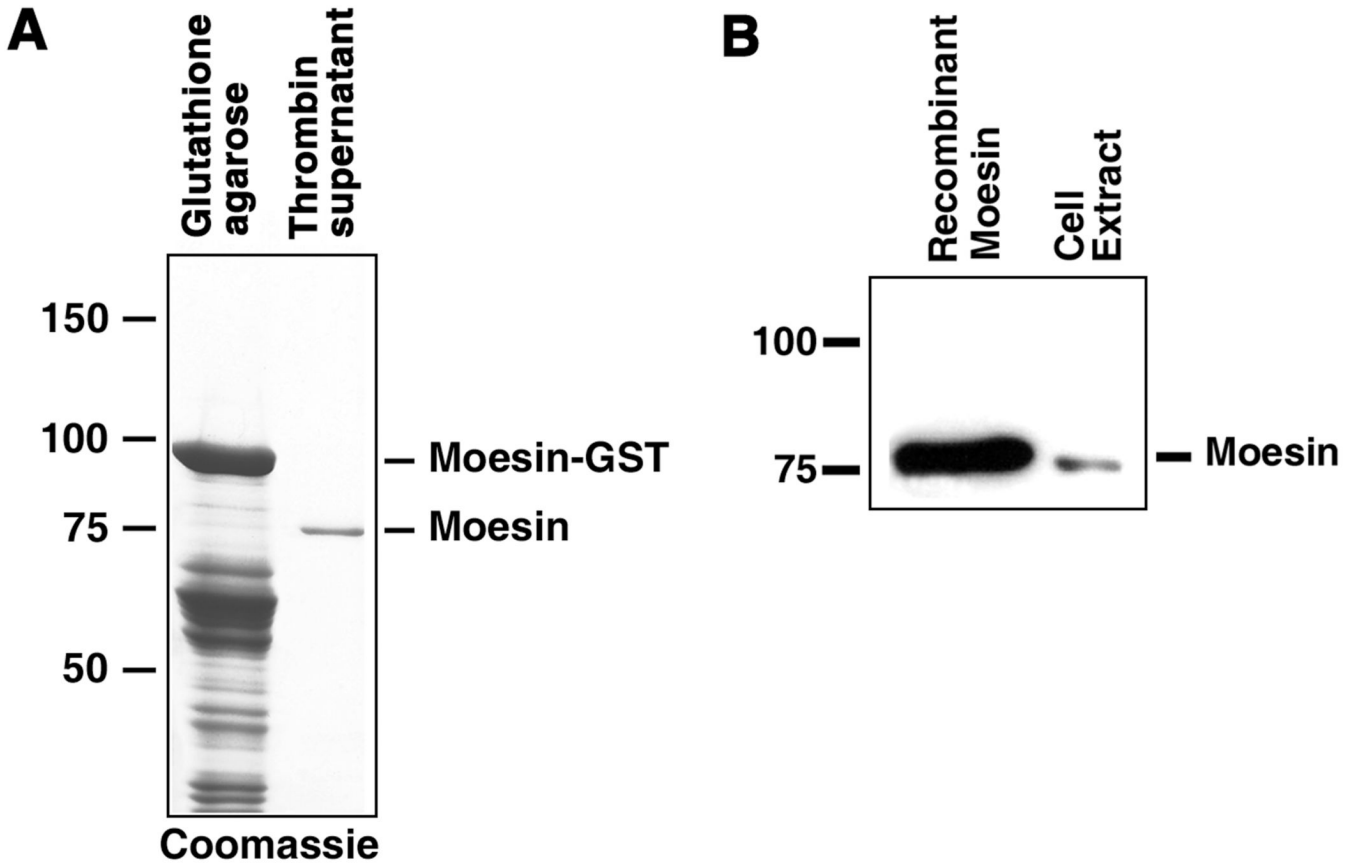 A
Glutathione
agarose
Thrombin
supernatant
150
100
75
50
Moesin-GST
Moesin
Coomassie
B
Recombinant
Moesin
Cell
Extract
100
75
Moesin